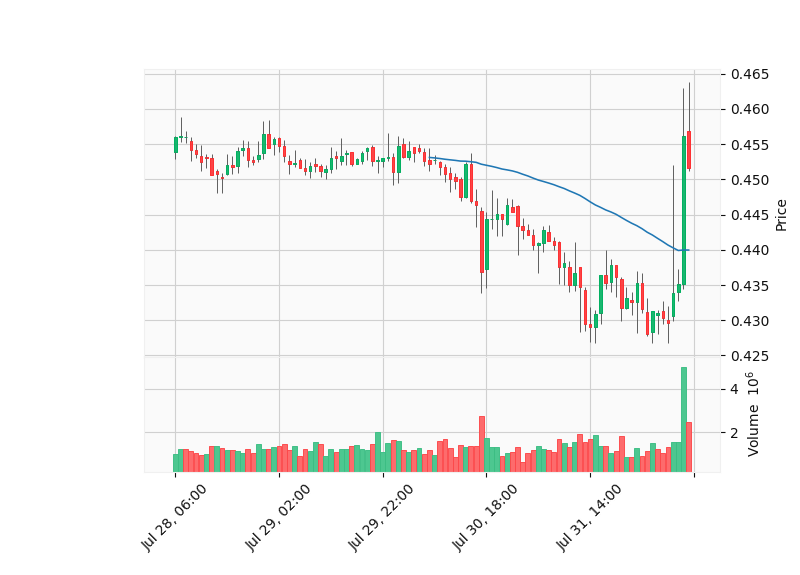 0.465
0.460
0.455
0.450
0.445
0.440
0.435
0.430
0.425
Price
4
2
Volume 10^6
Jul 28, 06:00
Jul 29, 02:00
Jul 29, 22:00
Jul 30, 18:00
Jul 31, 14:00